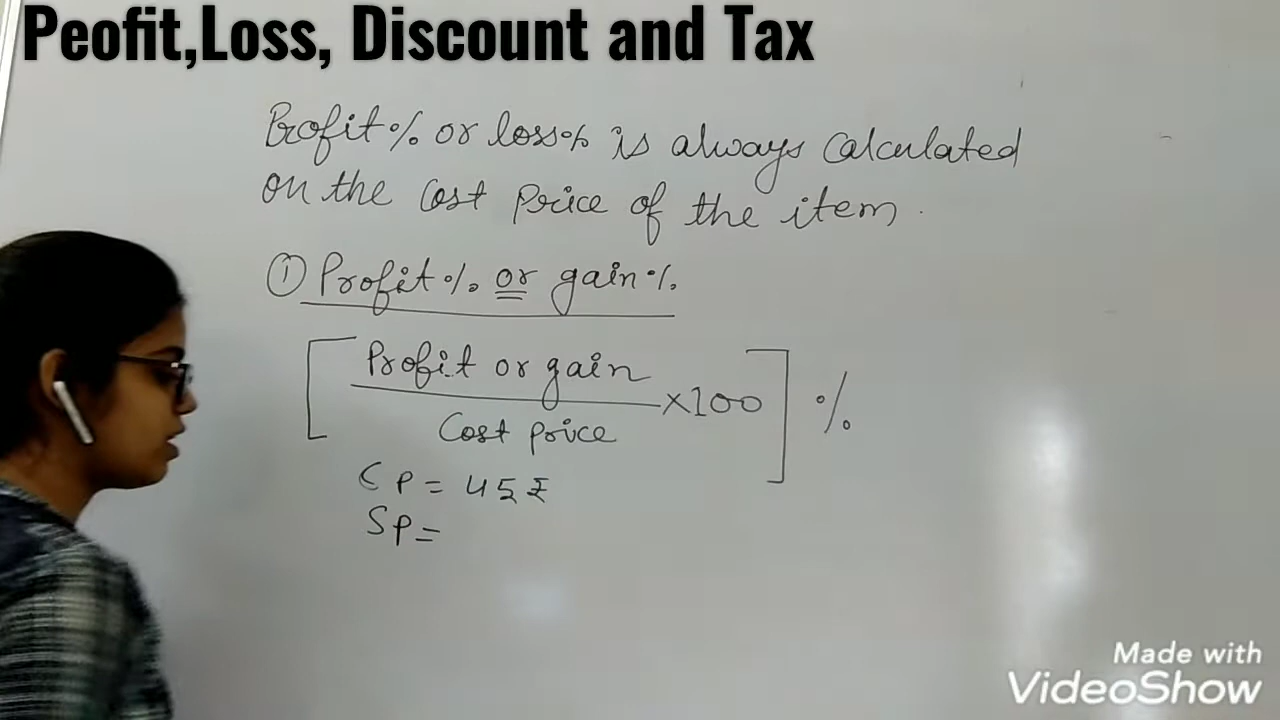 Peofit,Loss, Discount and Tax
Profit % or loss % is always calculated
on the cost price of the item.
① Profit % or gain %
[Profit or gain
×100] %
Cost price
CP = 45 ₹
SP =
Made with
VideoShow